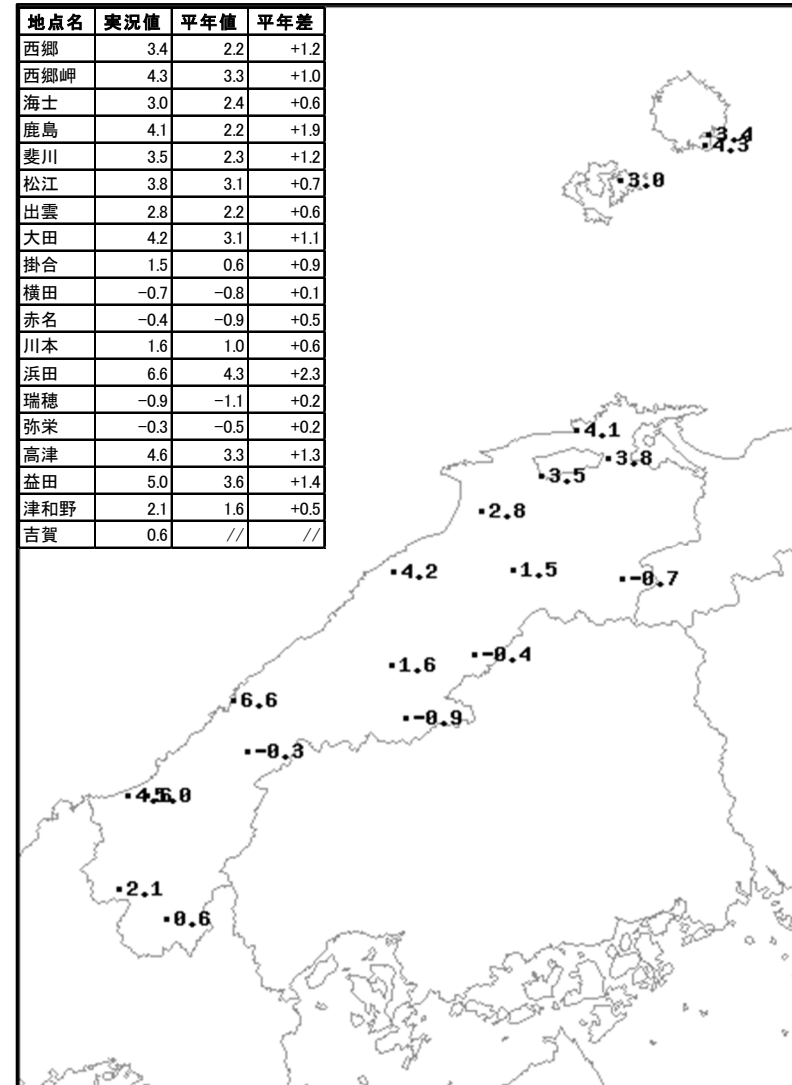 地点名 実況値 平年値 平年差
西郷 3.4 2.2 +1.2
西郷岬 4.3 3.3 +1.0
海士 3.0 2.4 +0.6
鹿島 4.1 2.2 +1.9
斐川 3.5 2.3 +1.2
松江 3.8 3.1 +0.7
出雲 2.8 2.2 +0.6
大田 4.2 3.1 +1.1
掛合 1.5 0.6 +0.9
横田 −0.7 −0.8 +0.1
赤名 −0.4 −0.9 +0.5
川本 1.6 1.0 +0.6
浜田 6.6 4.3 +2.3
瑞穂 −0.9 −1.1 +0.2
弥栄 −0.3 −0.5 +0.2
高津 4.6 3.3 +1.3
益田 5.0 3.6 +1.4
津和野 2.1 1.6 +0.5
吉賀 0.6 // //
3.4
4.3
3.0
4.1
3.8
3.5
2.8
4.2
1.5
-0.7
-0.4
1.6
-0.9
6.6
-0.3
4.6
5.0
2.1
0.6